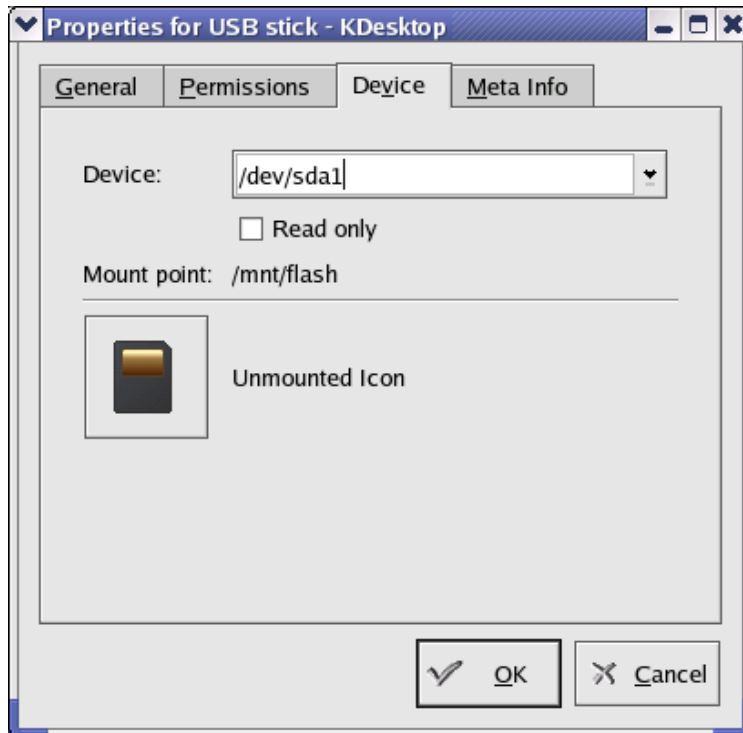 Properties for USB stick - KDesktop
General Permissions Device Meta Info
Device: /dev/sda1
Read only
Mount point: /mnt/flash
Unmounted Icon
OK Cancel